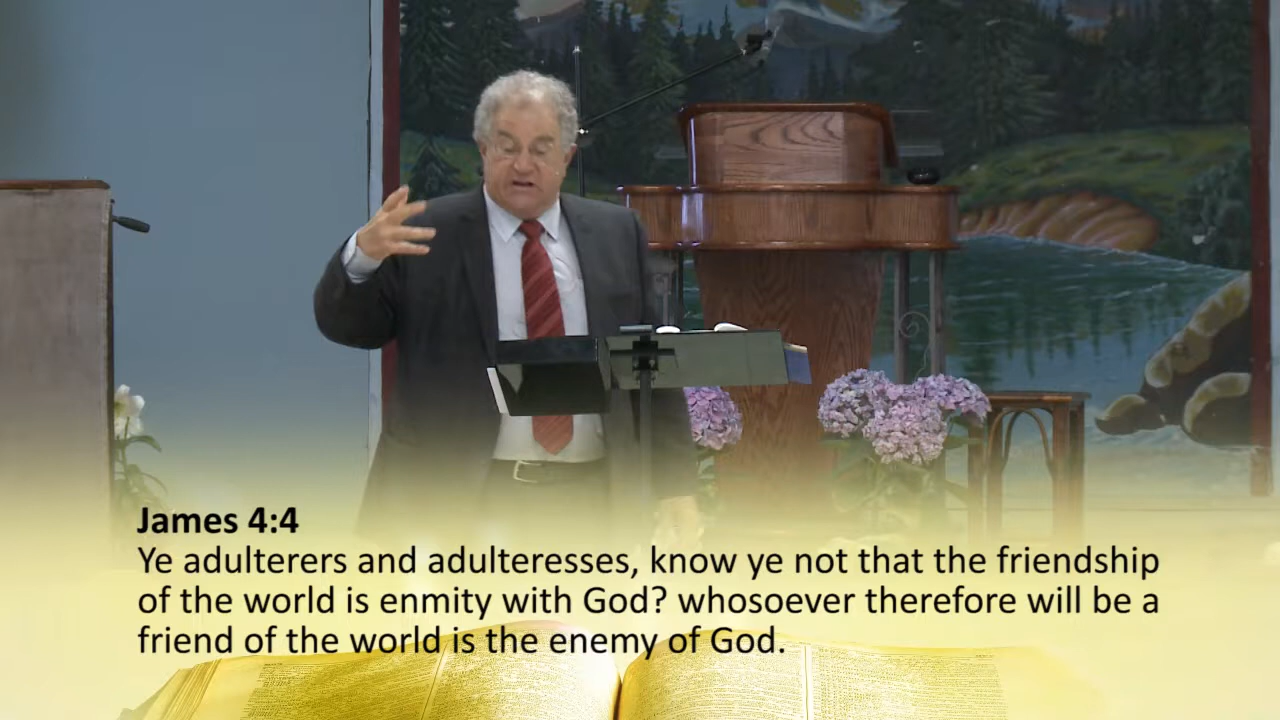 James 4:4
Ye adulterers and adulteresses, know ye not that the friendship
of the world is enmity with God? whosoever therefore will be a
friend of the world is the enemy of God.